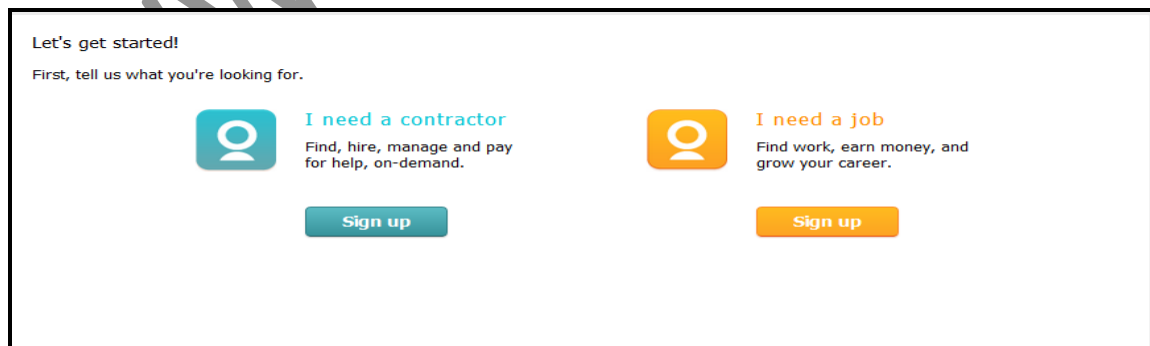 Let's get started!
First, tell us what you're looking for.
I need a contractor
Find, hire, manage and pay
for help, on-demand.
Sign up
I need a job
Find work, earn money, and
grow your career.
Sign up